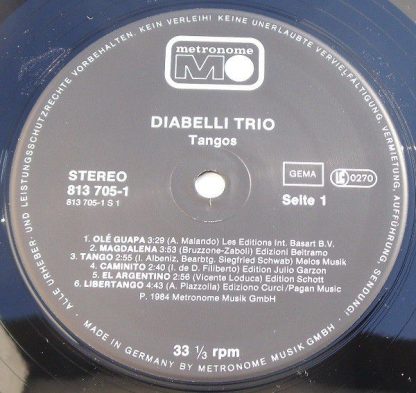 ALLE URHEBER- UND LEISTUNGSSCHUTZRECHTE VORBEHALTEN. KEIN VERLEIH! KEINE UNERLAUBTE VERVIELFÄLTIGUNG, VERMIETUNG, AUFFÜHRUNG, SENDUNG!
metronome
M
DIABELLI TRIO
Tangos
STEREO
813 705-1
813 705-1 S 1
GEMA
LC 0270
Seite 1
1. OLÉ GUAPA 3:29 (A. Malando) Les Editions Int. Basart B.V.
2. MAGDALENA 3:53 (Bruzzone-Zaboli) Edizioni Beltramo
3. TANGO 2:55 (I. Albeniz, Bearbtg. Siegfried Schwab) Melos Musik
4. CAMINITO 2:40 (I. de D. Filiberto) Edition Julio Garzon
5. EL ARGENTINO 2:56 (Vicente Loduca) Edition Schott
6. LIBERTANGO 4:43 (A. Piazzolla) Ediziono Curci/Pagan Music
P. 1984 Metronome Musik GmbH
33 1/3 rpm
MADE IN GERMANY BY METRONOME MUSIK GMBH